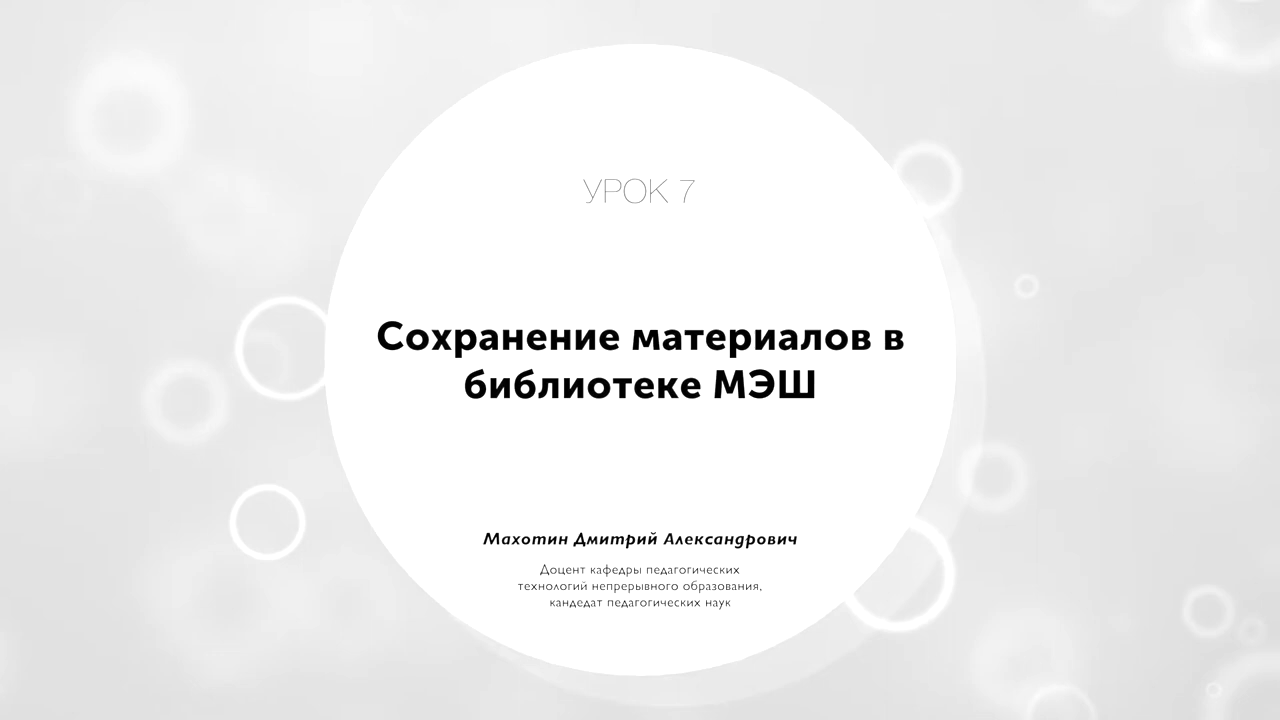 УРОК 7
Сохранение материалов в
библиотеке МЭШ
Махотин Дмитрий Александрович
Доцент кафедры педагогических
технологий непрерывного образования,
кандедат педагогических наук